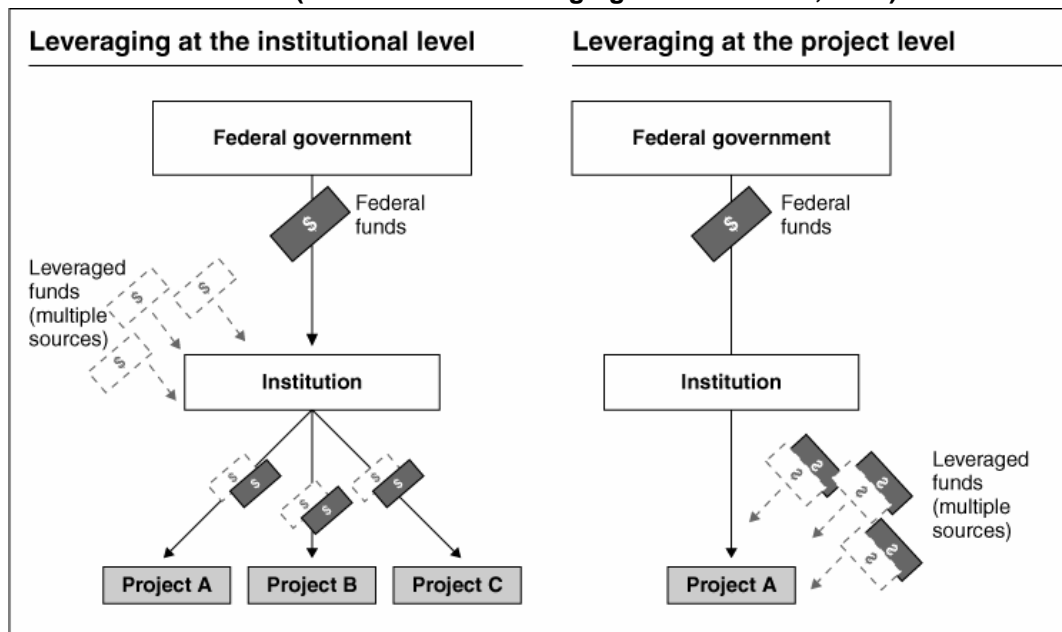 Leveraging at the institutional level
Federal government
$
Federal
funds
Leveraged
funds
(multiple
sources)
$
$
$
Institution
$
$
$
$
$
$
Project A
Project B
Project C
Leveraging at the project level
Federal government
$
Federal
funds
Institution
Leveraged
funds
(multiple
sources)
Project A